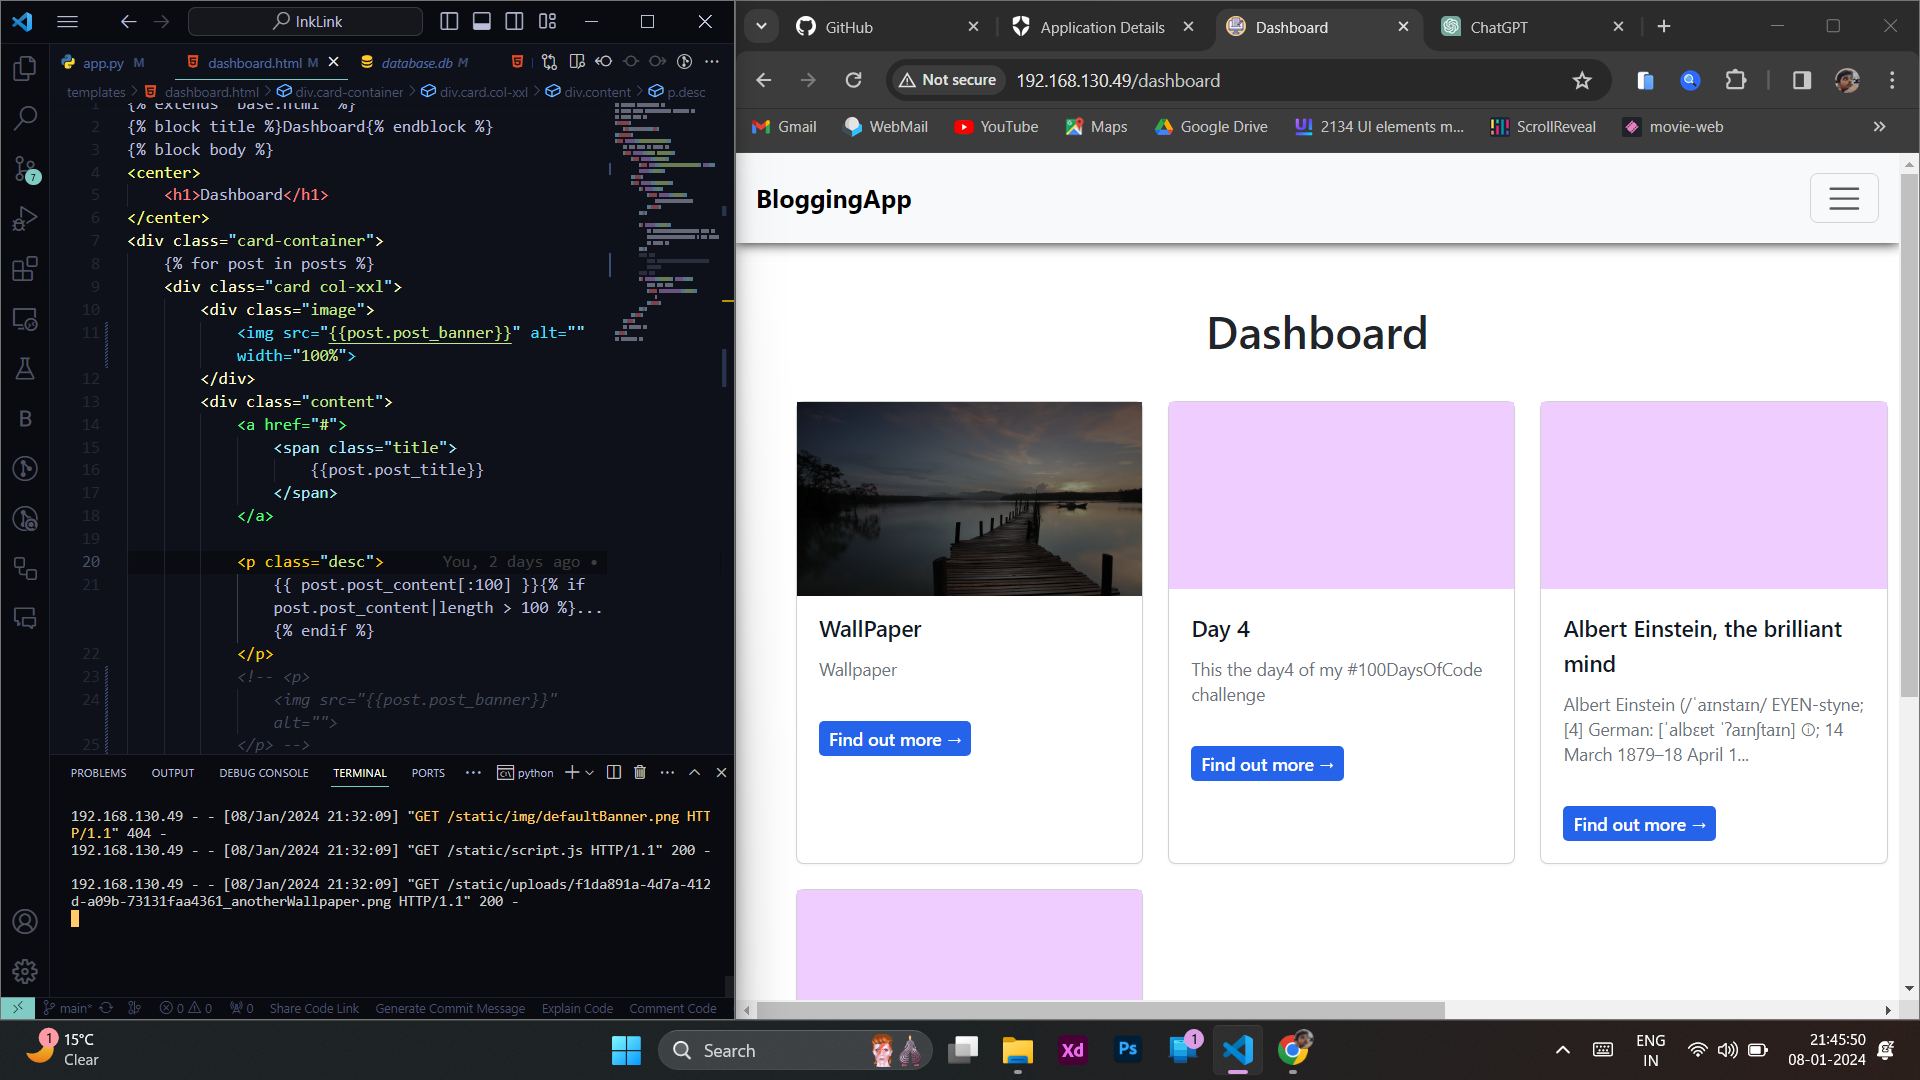 InkLink
app.py M
dashboard.html M
database.db M
templates > dashboard.html > div.card-container > div.card.col-xxl > div.content > p.desc
1 {% extends "base.html" %}
2 {% block title %}Dashboard{% endblock %}
3 {% block body %}
4 <center>
5 <h1>Dashboard</h1>
6 </center>
7 <div class="card-container">
8 {% for post in posts %}
9 <div class="card col-xxl">
10 <div class="image">
11 <img src="{{post.post_banner}}" alt=""
width="100%">
12 </div>
13 <div class="content">
14 <a href="#">
15 <span class="title">
16 {{post.post_title}}
17 </span>
18 </a>
19
20 <p class="desc"> You, 2 days ago •
21 {{ post.post_content[:100] }}{% if
post.post_content|length > 100 %}...
{% endif %}
22 </p>
23 <!-- <p>
24 <img src="{{post.post_banner}}"
alt="">
25 </p> -->
PROBLEMS OUTPUT DEBUG CONSOLE TERMINAL PORTS ··· python
192.168.130.49 - - [08/Jan/2024 21:32:09] "GET /static/img/defaultBanner.png HTT
P/1.1" 404 -
192.168.130.49 - - [08/Jan/2024 21:32:09] "GET /static/script.js HTTP/1.1" 200 -
192.168.130.49 - - [08/Jan/2024 21:32:09] "GET /static/uploads/f1da891a-4d7a-412
d-a09b-73131faa4361_anotherWallpaper.png HTTP/1.1" 200 -
7
B
main* 0 0 0 Share Code Link Generate Commit Message Explain Code Comment Code
GitHub
Application Details
Dashboard
ChatGPT
Not secure 192.168.130.49/dashboard
Gmail WebMail YouTube Maps Google Drive 2134 UI elements m... ScrollReveal movie-web »
BloggingApp
Dashboard
WallPaper
Wallpaper
Find out more →
Day 4
This the day4 of my #100DaysOfCode
challenge
Find out more →
Albert Einstein, the brilliant
mind
Albert Einstein (/ˈaɪnstaɪn/ EYEN-styne;
[4] German: [ˈalbɛɐt ˈʔaɪnʃtaɪn] ⓘ; 14
March 1879–18 April 1...
Find out more →
1
15°C
Clear
Search
Xd
Ps
1
ENG
IN
21:45:50
08-01-2024